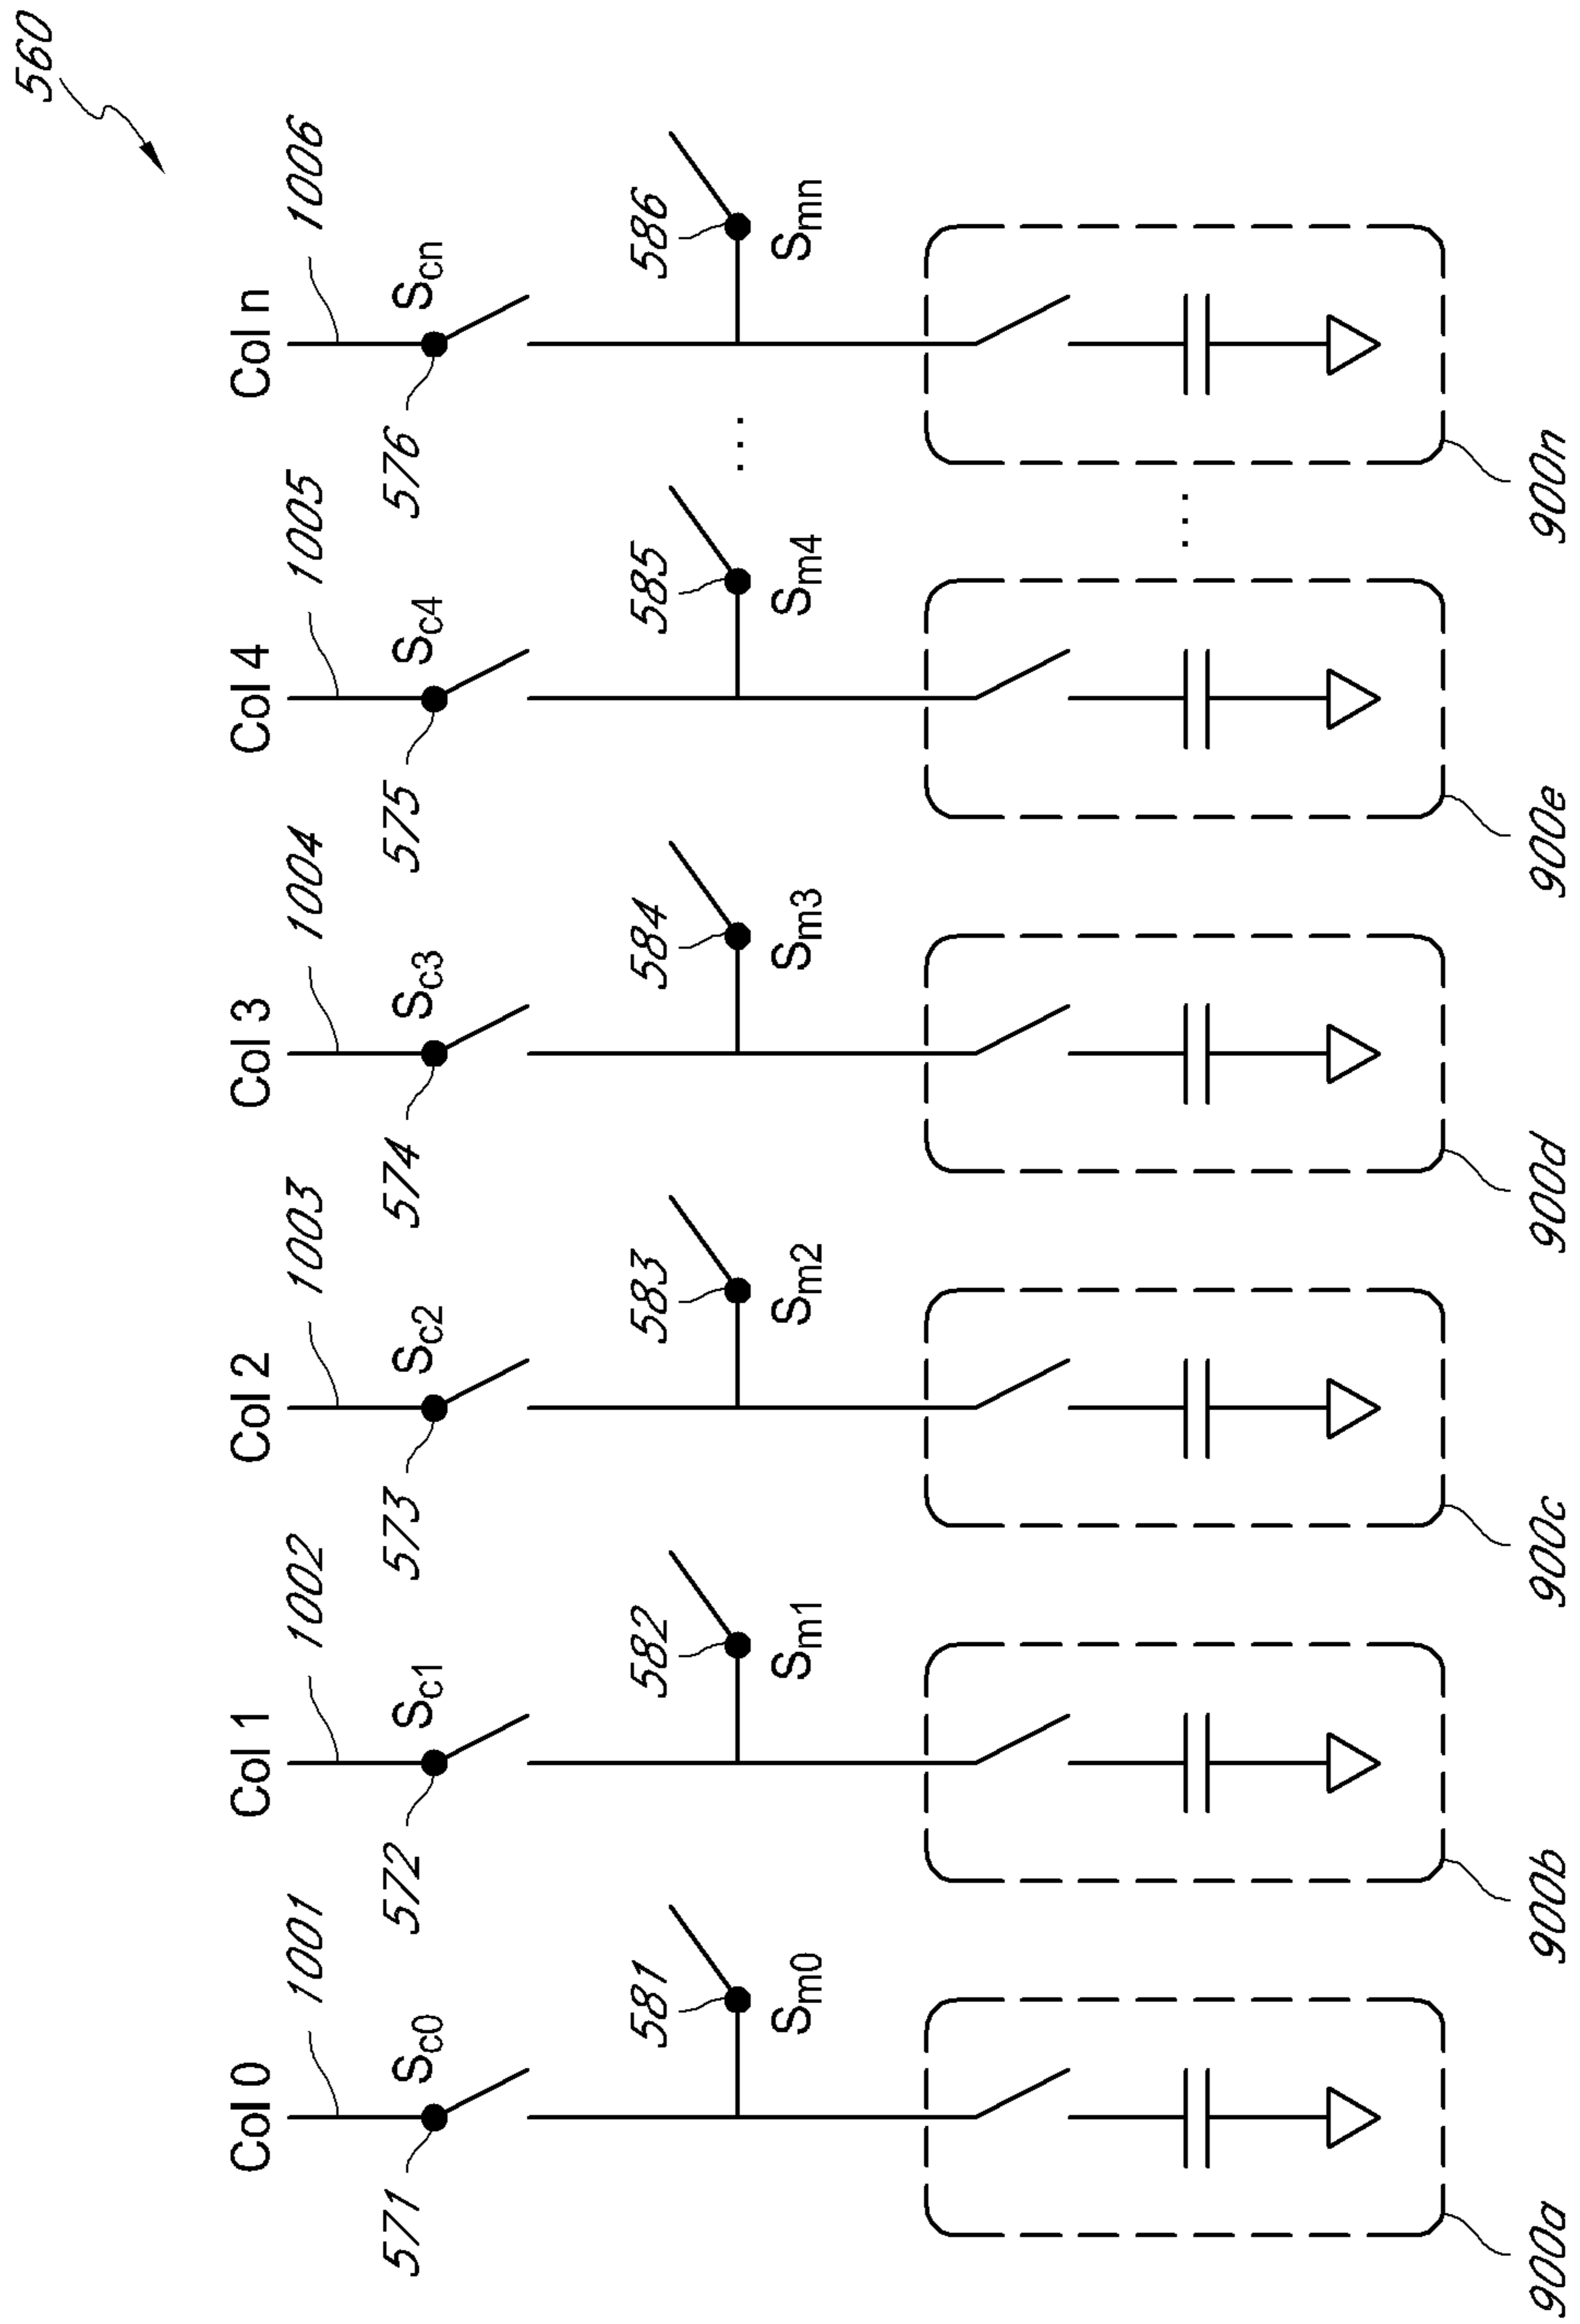 560
Col 0
Col 1
Col 2
Col 3
Col 4
Col n
1001
1002
1003
1004
1005
1006
Sc0
Sc1
Sc2
Sc3
Sc4
Scn
571
572
573
574
575
576
581
582
583
584
585
586
...
Sm0
Sm1
Sm2
Sm3
Sm4
Smn
...
900a
900b
900c
900d
900e
900n